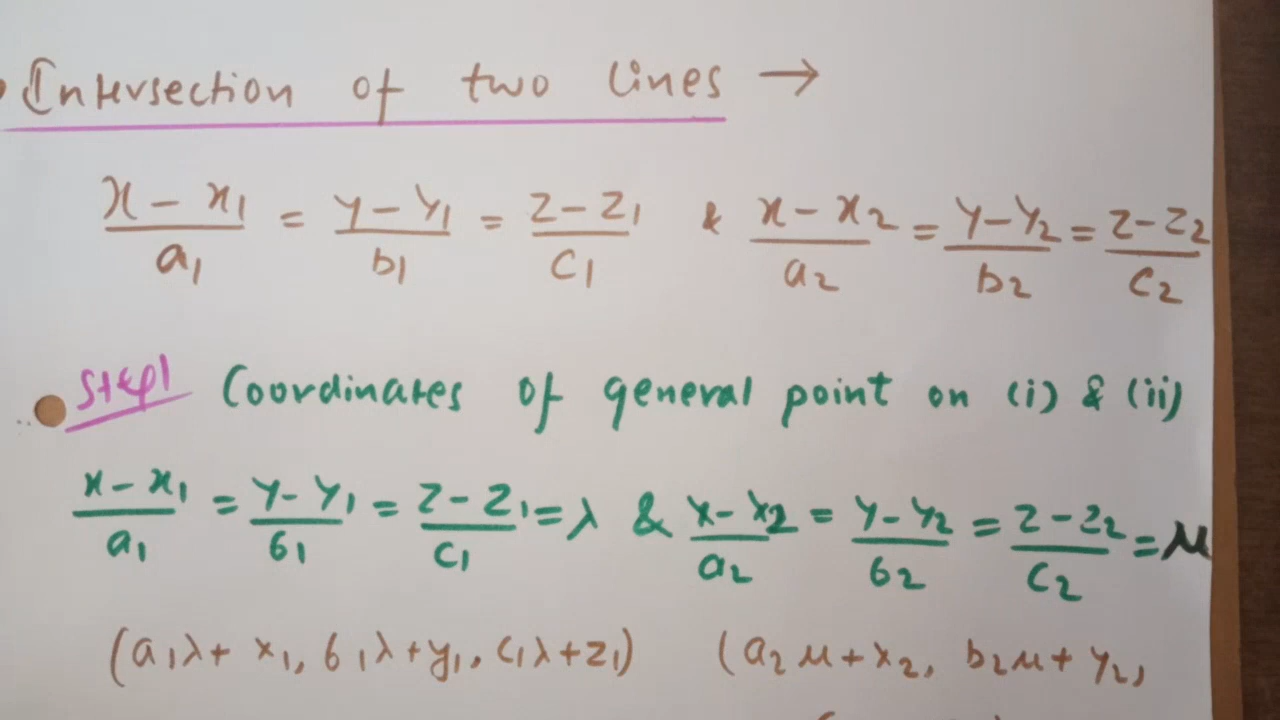 Intersection of two lines →
x - x₁ / a₁ = y - y₁ / b₁ = z - z₁ / c₁ & x - x₂ / a₂ = y - y₂ / b₂ = z - z₂ / c₂
Step1 Coordinates of general point on (i) & (ii)
x - x₁ / a₁ = y - y₁ / b₁ = z - z₁ / c₁ = λ & x - x₂ / a₂ = y - y₂ / b₂ = z - z₂ / c₂ = μ
(a₁λ + x₁, b₁λ + y₁, c₁λ + z₁) (a₂μ + x₂, b₂μ + y₂,